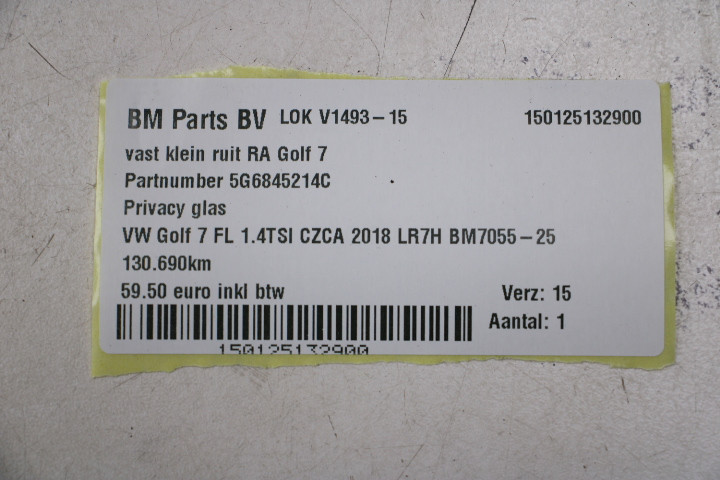 BM Parts BV LOK V1493-15 150125132900
vast klein ruit RA Golf 7
Partnumber 5G6845214C
Privacy glas
VW Golf 7 FL 1.4TSI CZCA 2018 LR7H BM7055-25
130.690km
59.50 euro inkl btw Verz: 15
Aantal: 1
150125132900